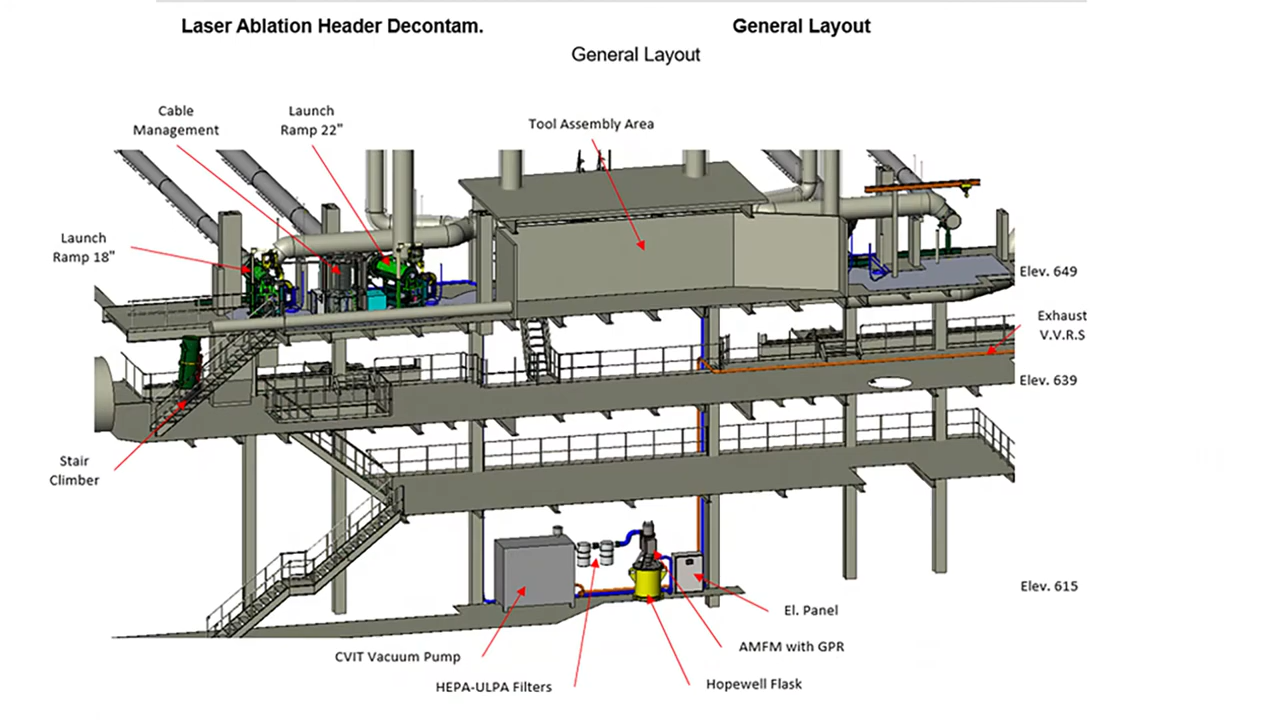 Laser Ablation Header Decontam.
General Layout
General Layout
Cable
Management
Launch
Ramp 22"
Tool Assembly Area
Launch
Ramp 18"
Elev. 649
Exhaust
V.V.R.S
Elev. 639
Stair
Climber
Elev. 615
El. Panel
AMFM with GPR
CVIT Vacuum Pump
HEPA-ULPA Filters
Hopewell Flask